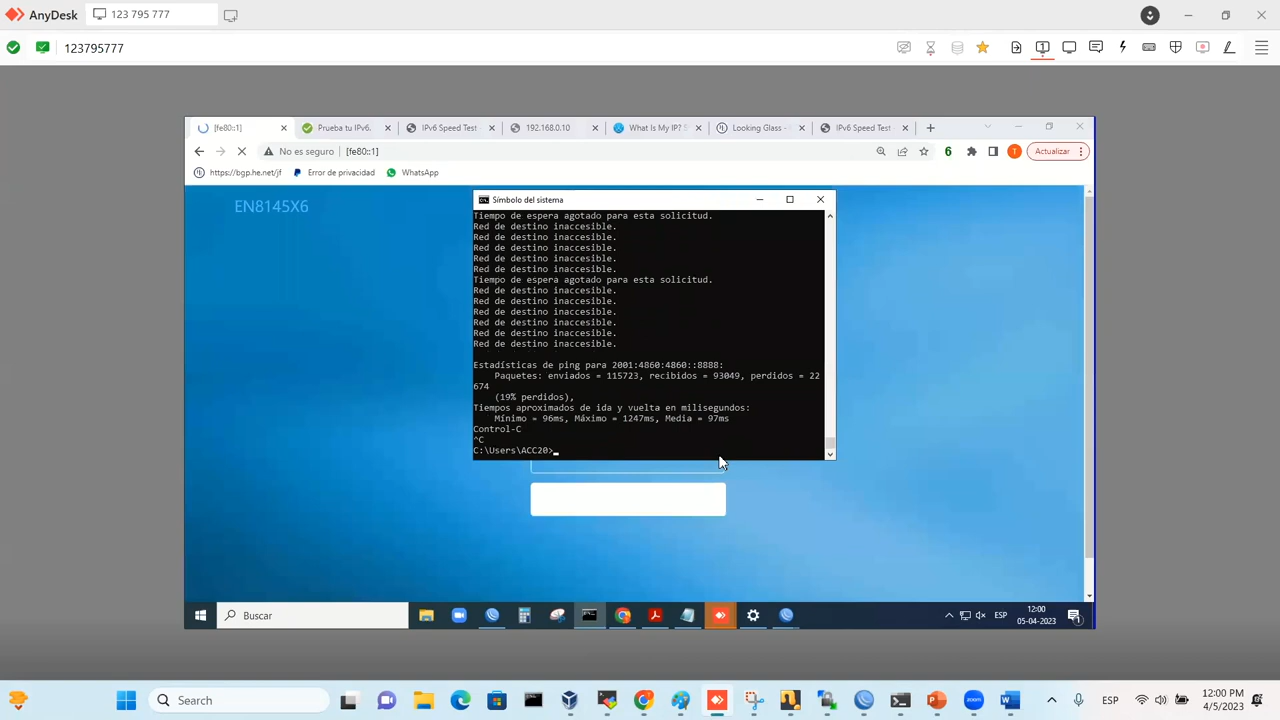 AnyDesk
123 795 777
123795777
[fe80::1]
Prueba tu IPv6.
IPv6 Speed Test -
192.168.0.10
What Is My IP?
Looking Glass -
IPv6 Speed Test
No es seguro
[fe80::1]
6
T
Actualizar
https://bgp.he.net/jf
Error de privacidad
WhatsApp
EN8145X6
Símbolo del sistema
Tiempo de espera agotado para esta solicitud.
Red de destino inaccesible.
Red de destino inaccesible.
Red de destino inaccesible.
Red de destino inaccesible.
Red de destino inaccesible.
Tiempo de espera agotado para esta solicitud.
Red de destino inaccesible.
Red de destino inaccesible.
Red de destino inaccesible.
Red de destino inaccesible.
Red de destino inaccesible.
Red de destino inaccesible.
Estadísticas de ping para 2001:4860:4860::8888:
Paquetes: enviados = 115723, recibidos = 93049, perdidos = 22
674
(19% perdidos),
Tiempos aproximados de ida y vuelta en milisegundos:
Mínimo = 96ms, Máximo = 1247ms, Media = 97ms
Control-C
^C
C:\Users\ACC20>
Buscar
ESP
12:00
05-04-2023
Search
ESP
12:00 PM
4/5/2023